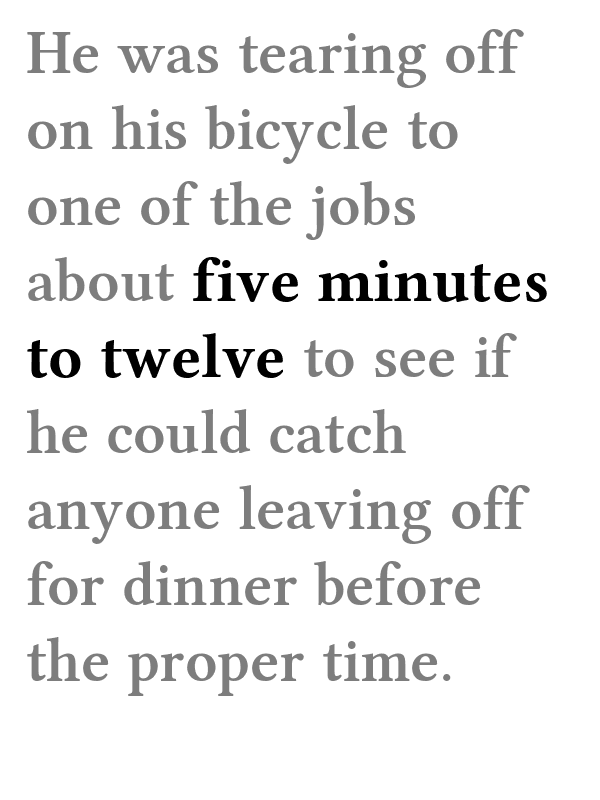 He was tearing off
on his bicycle to
one of the jobs
about five minutes
to twelve to see if
he could catch
anyone leaving off
for dinner before
the proper time.